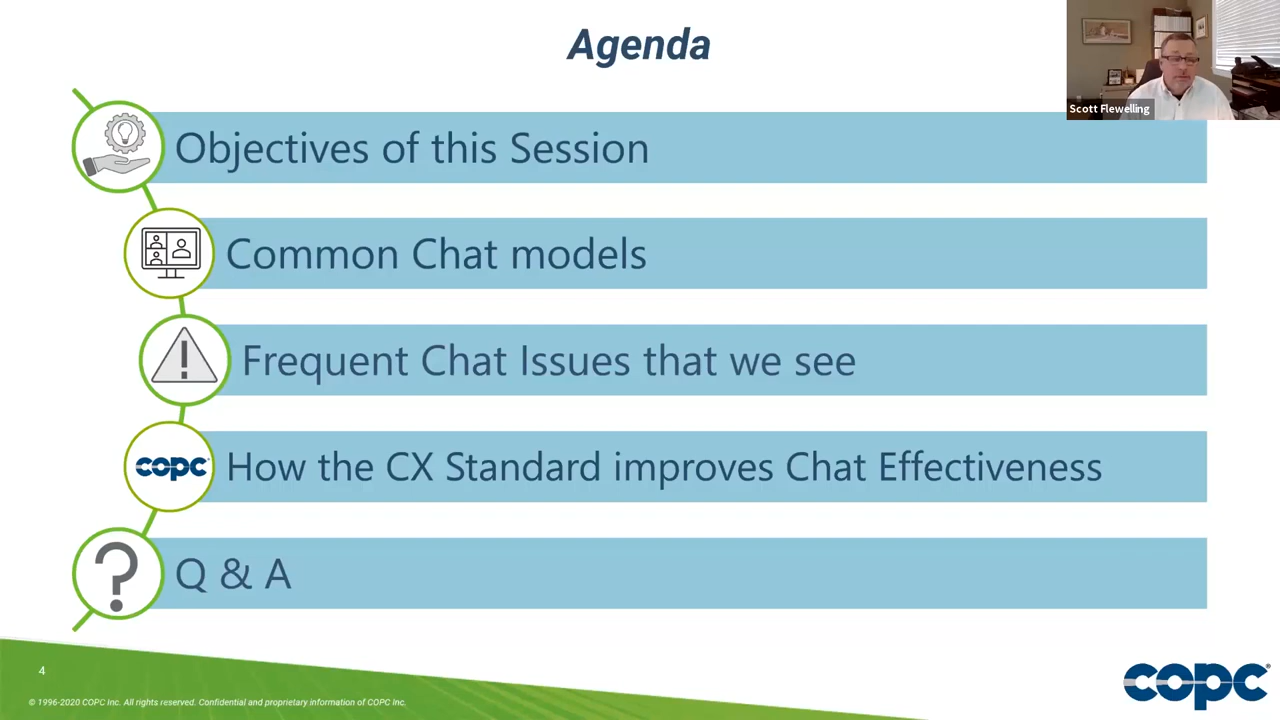 Agenda
Scott Flewelling
Objectives of this Session
Common Chat models
Frequent Chat Issues that we see
copc
How the CX Standard improves Chat Effectiveness
?
Q & A
4
© 1996-2020 COPC Inc. All rights reserved. Confidential and proprietary information of COPC Inc.
copc